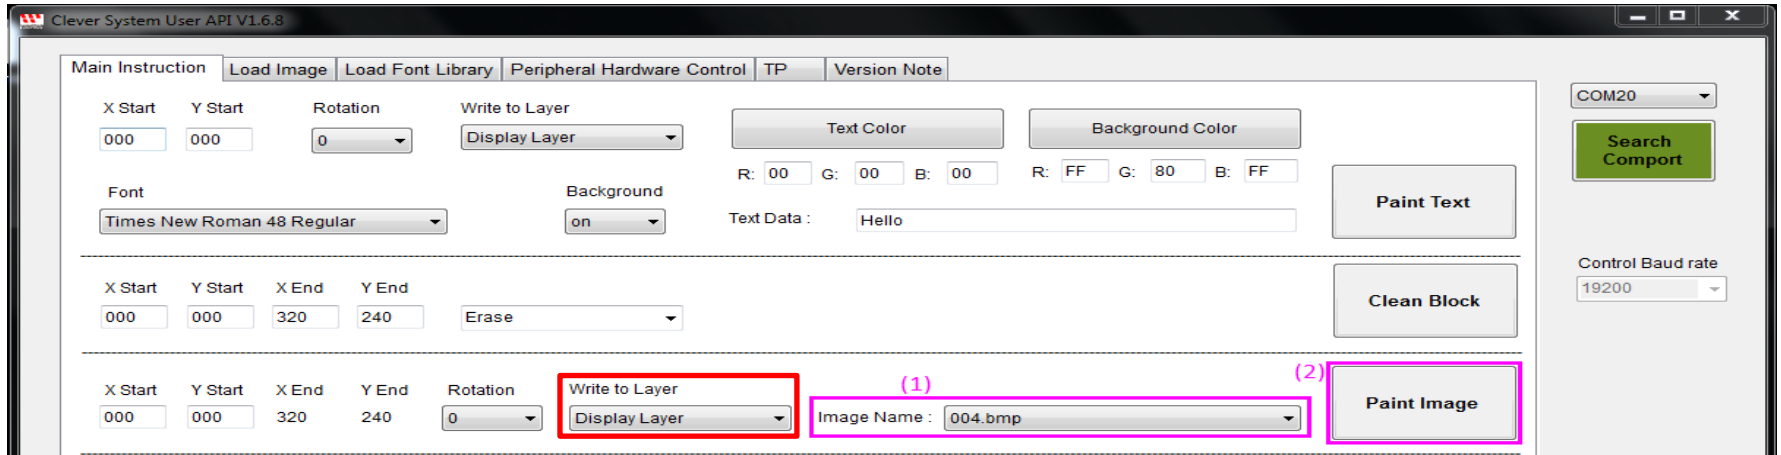 Clever System User API V1.6.8
Main Instruction Load Image Load Font Library Peripheral Hardware Control TP Version Note
X Start Y Start Rotation Write to Layer
000 000 0 Display Layer Text Color Background Color
R: 00 G: 00 B: 00 R: FF G: 80 B: FF
Font Background
Times New Roman 48 Regular on Text Data : Hello
Paint Text
X Start Y Start X End Y End
000 000 320 240 Erase
Clean Block
X Start Y Start X End Y End Rotation Write to Layer (1) (2)
000 000 320 240 0 Display Layer Image Name : 004.bmp
Paint Image
COM20
Search
Comport
Control Baud rate
19200